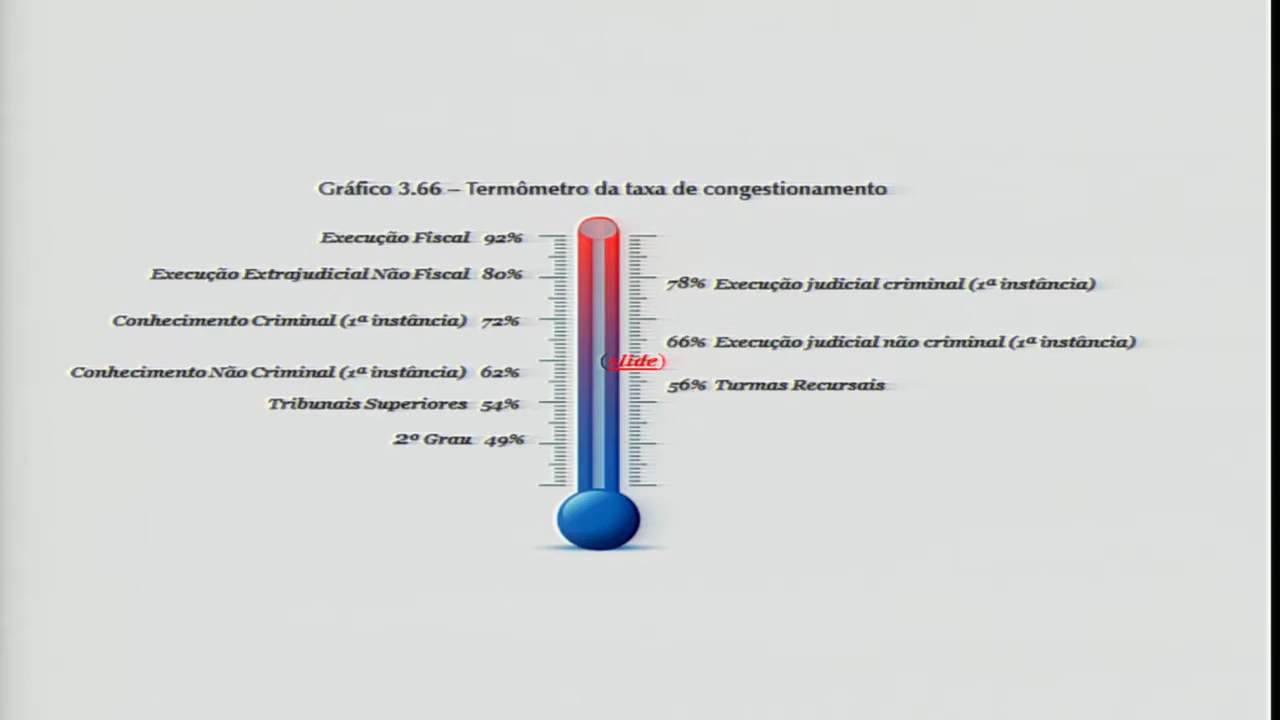 Gráfico 3.66 – Termômetro da taxa de congestionamento
Execução Fiscal 92%
Execução Extrajudicial Não Fiscal 80%
78% Execução judicial criminal (1ª instância)
Conhecimento Criminal (1ª instância) 72%
66% Execução judicial não criminal (1ª instância)
(slide)
Conhecimento Não Criminal (1ª instância) 62%
56% Turmas Recursais
Tribunais Superiores 54%
2º Grau 49%